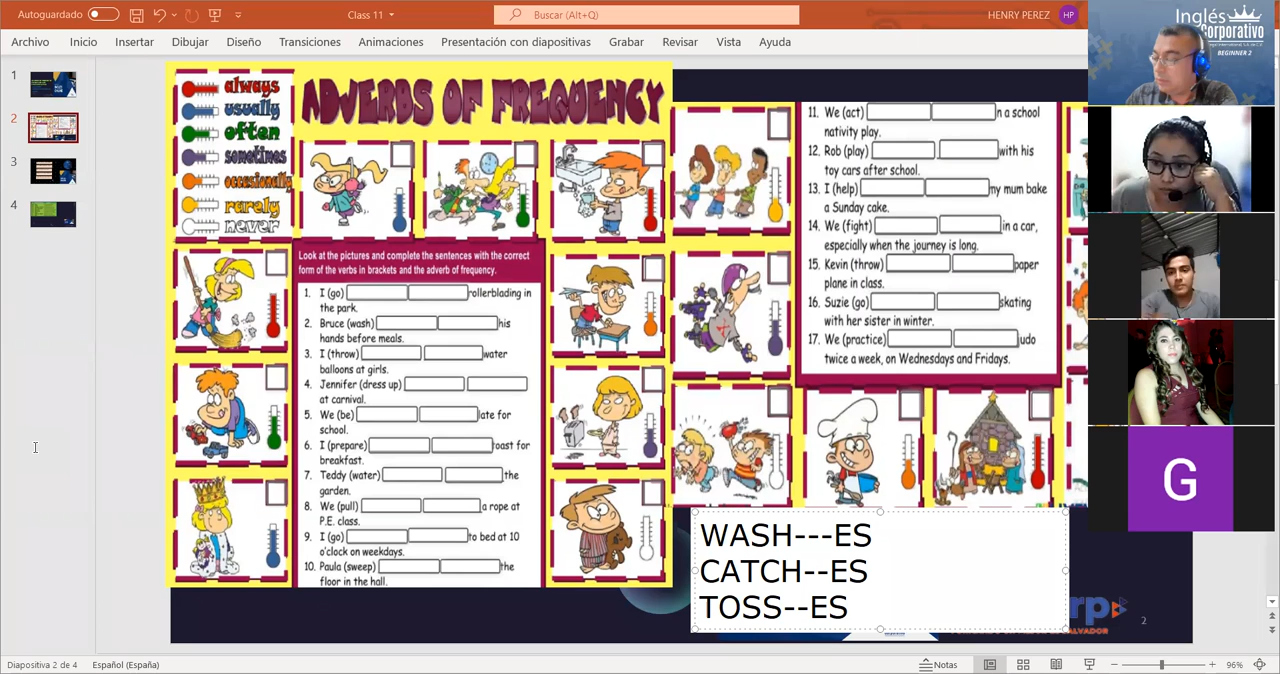 Autoguardado
Class 11
Buscar (Alt+Q)
HENRY PEREZ
HP
Archivo
Inicio
Insertar
Dibujar
Diseño
Transiciones
Animaciones
Presentación con diapositivas
Grabar
Revisar
Vista
Ayuda
Inglés
Corporativo
BEGINNER 2
1
2
3
4
always
usually
often
sometimes
occasionally
rarely
never
ADVERBS OF FREQUENCY
Look at the pictures and complete the sentences with the correct
form of the verbs in brackets and the adverb of frequency.
1. I (go) rollerblading in
the park.
2. Bruce (wash) his
hands before meals.
3. I (throw) water
balloons at girls.
4. Jennifer (dress up)
at carnival.
5. We (be) late for
school.
6. I (prepare) toast for
breakfast.
7. Teddy (water) the
garden.
8. We (pull) a rope at
P.E. class.
9. I (go) to bed at 10
o'clock on weekdays.
10. Paula (sweep) the
floor in the hall.
11. We (act) n a school
nativity play.
12. Rob (play) with his
toy cars after school.
13. I (help) my mum bake
a Sunday cake.
14. We (fight) in a car,
especially when the journey is long.
15. Kevin (throw) paper
plane in class.
16. Suzie (go) skating
with her sister in winter.
17. We (practice) udo
twice a week, on Wednesdays and Fridays.
WASH---ES
CATCH--ES
TOSS--ES
rp
SALVADOR
2
G
Diapositiva 2 de 4
Español (España)
Notas
96%